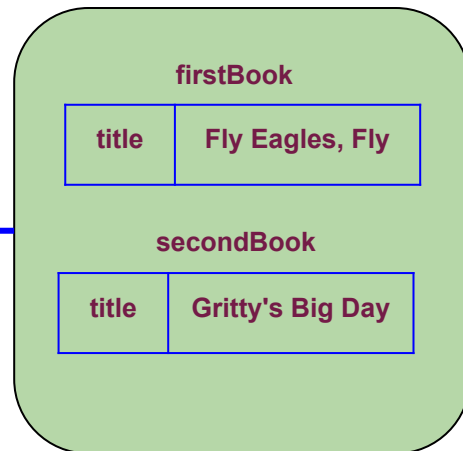 firstBook
title Fly Eagles, Fly
secondBook
title Gritty's Big Day